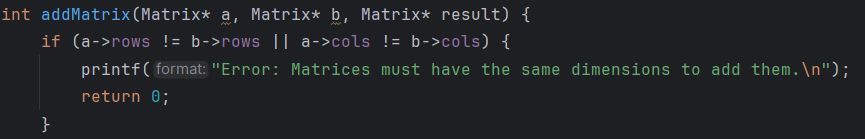 int addMatrix(Matrix* a, Matrix* b, Matrix* result) {
    if (a->rows != b->rows || a->cols != b->cols) {
        printf(format: "Error: Matrices must have the same dimensions to add them.\n");
        return 0;
    }